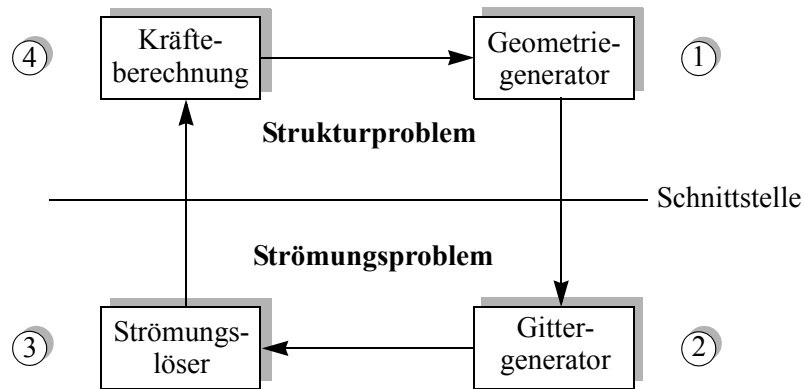 ④
Kräfte-
berechnung
Geometrie-
generator
①
Strukturproblem
Schnittstelle
Strömungsproblem
③
Strömungs-
löser
Gitter-
generator
②